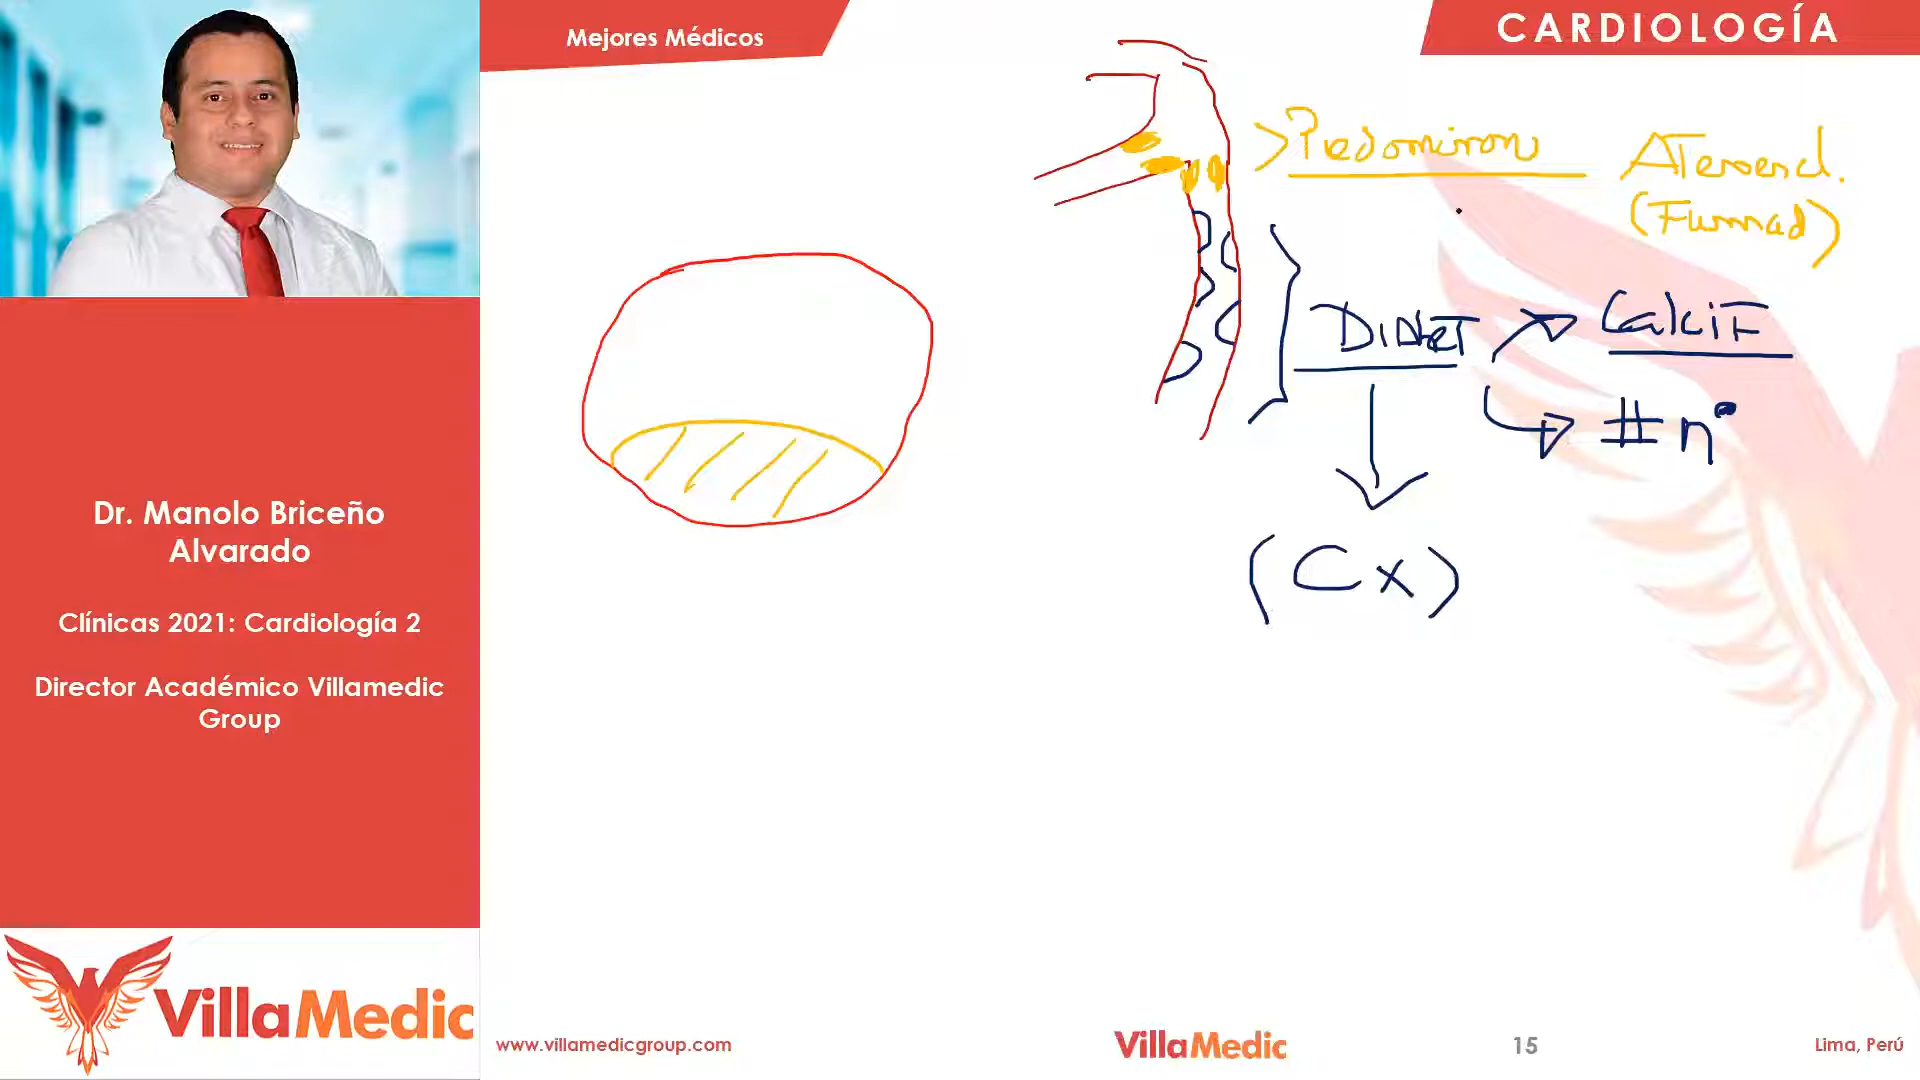 Mejores Médicos
CARDIOLOGÍA
>Predominan
Ateroescl.
(Fumad)
DIABET
CalciF
#n°
(Cx)
Dr. Manolo Briceño
Alvarado
Clínicas 2021: Cardiología 2
Director Académico Villamedic
Group
VillaMedic
www.villamedicgroup.com
VillaMedic
15
Lima, Perú